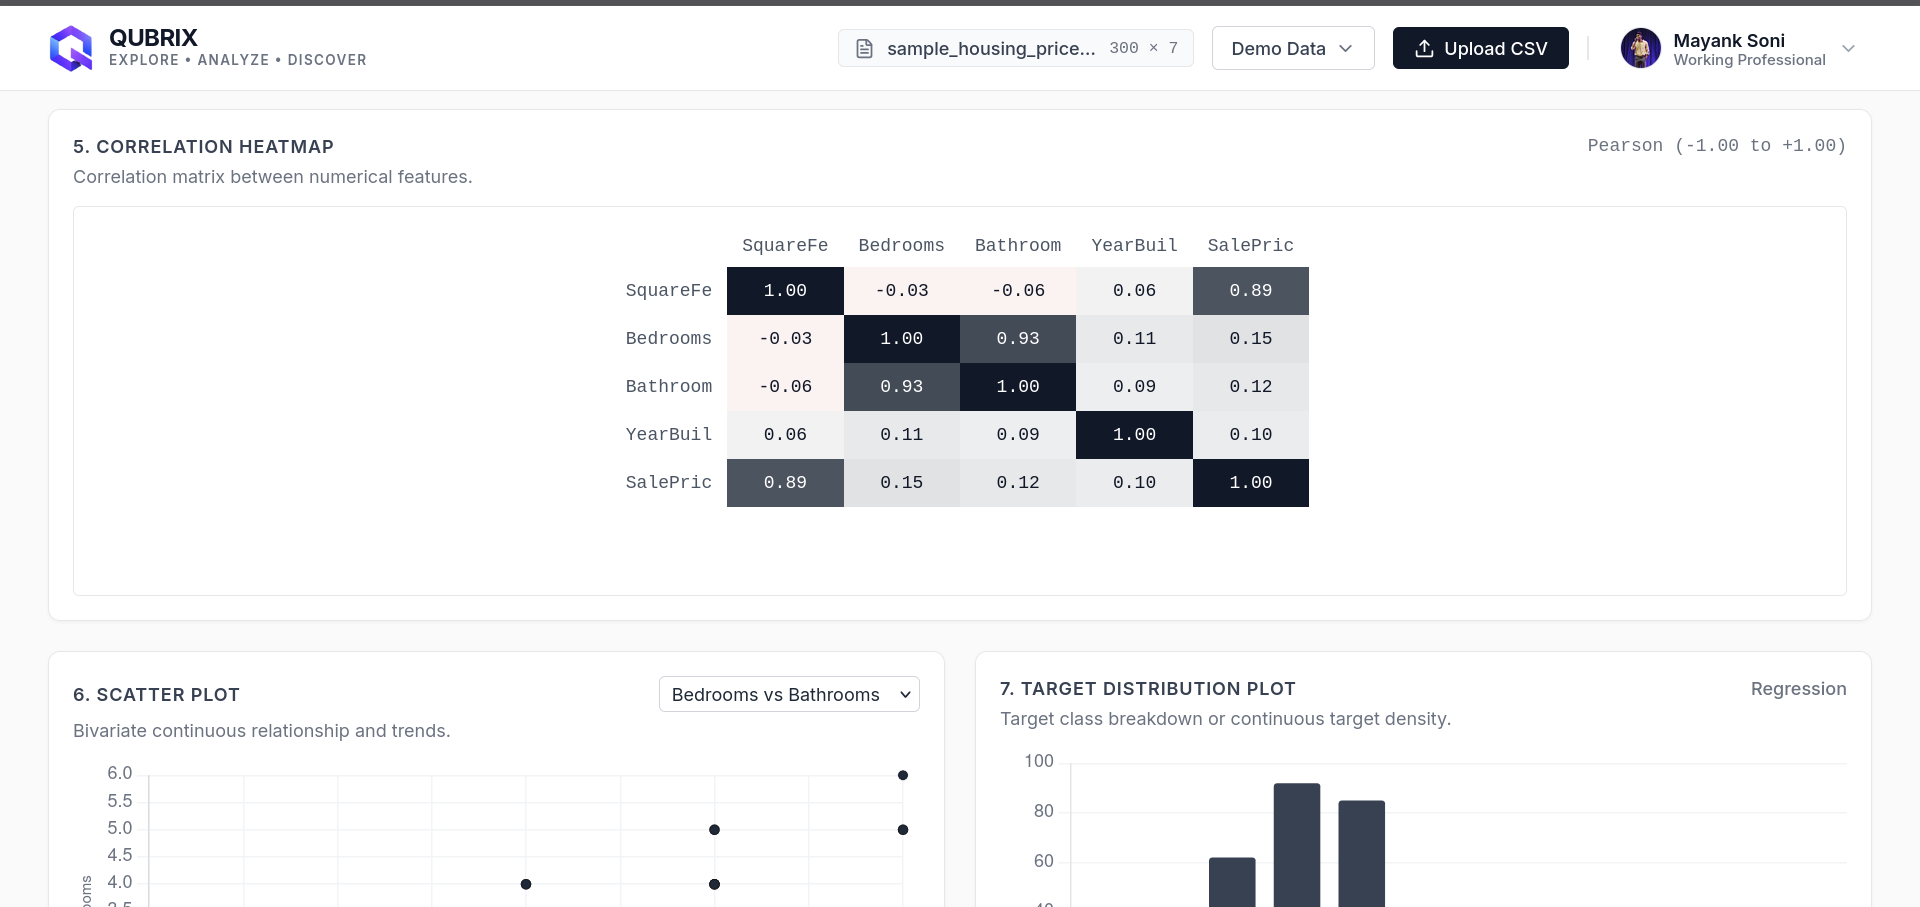 QUBRIX
EXPLORE • ANALYZE • DISCOVER
sample_housing_price... 300 × 7
Demo Data
Upload CSV
Mayank Soni
Working Professional
5. CORRELATION HEATMAP
Pearson (-1.00 to +1.00)
Correlation matrix between numerical features.
SquareFe Bedrooms Bathroom YearBuil SalePric
SquareFe 1.00 -0.03 -0.06 0.06 0.89
Bedrooms -0.03 1.00 0.93 0.11 0.15
Bathroom -0.06 0.93 1.00 0.09 0.12
YearBuil 0.06 0.11 0.09 1.00 0.10
SalePric 0.89 0.15 0.12 0.10 1.00
6. SCATTER PLOT
Bedrooms vs Bathrooms
Bivariate continuous relationship and trends.
6.0
5.5
5.0
4.5
4.0
7. TARGET DISTRIBUTION PLOT
Regression
Target class breakdown or continuous target density.
100
80
60